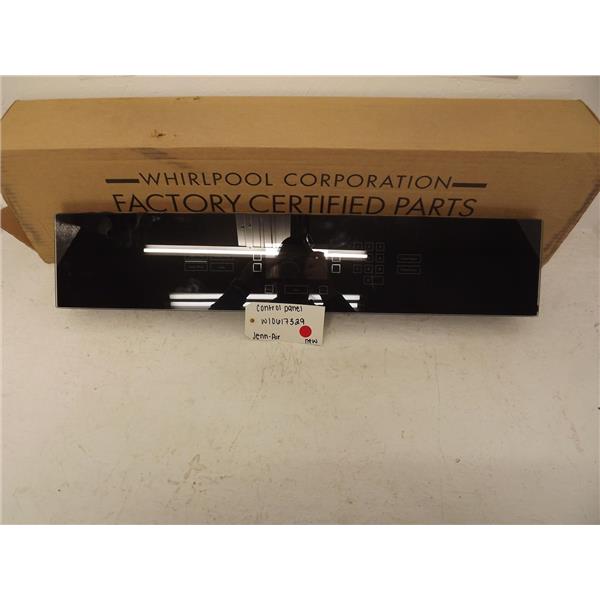 WHIRLPOOL CORPORATION
FACTORY CERTIFIED PARTS
Control panel
W10617329
Jenn-Air
new